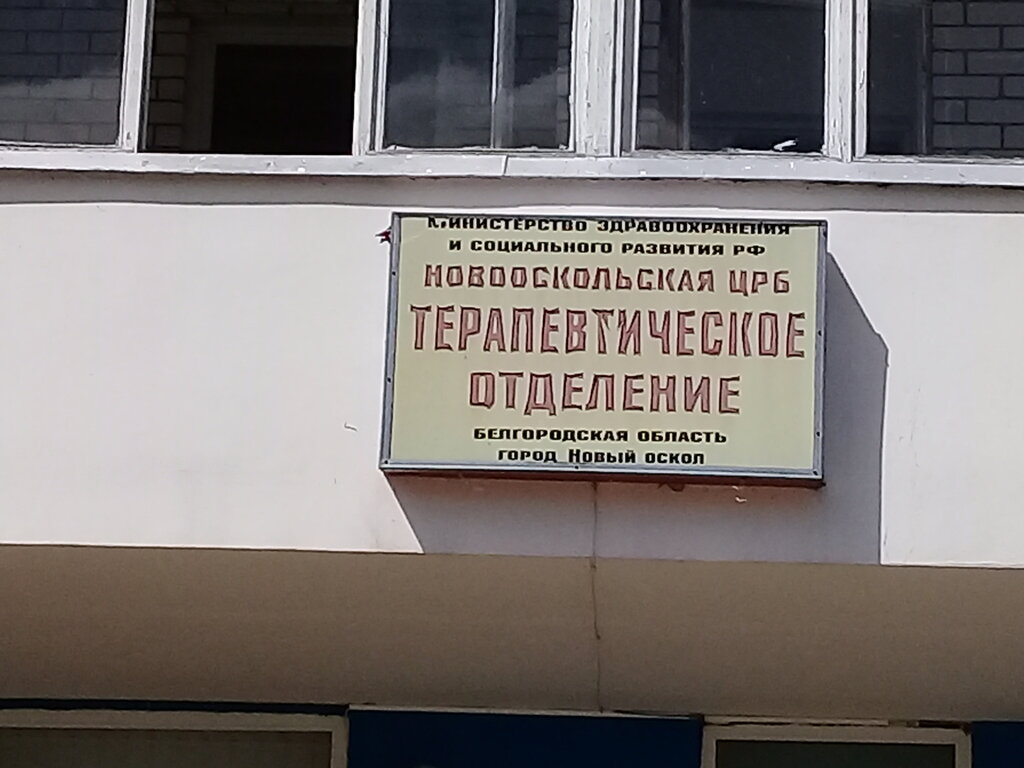 МИНИСТЕРСТВО ЗДРАВООХРАНЕНИЯ
И СОЦИАЛЬНОГО РАЗВИТИЯ РФ
НОВООСКОЛЬСКАЯ ЦРБ
ТЕРАПЕВТИЧЕСКОЕ
ОТДЕЛЕНИЕ
БЕЛГОРОДСКАЯ ОБЛАСТЬ
ГОРОД НОВЫЙ ОСКОЛ